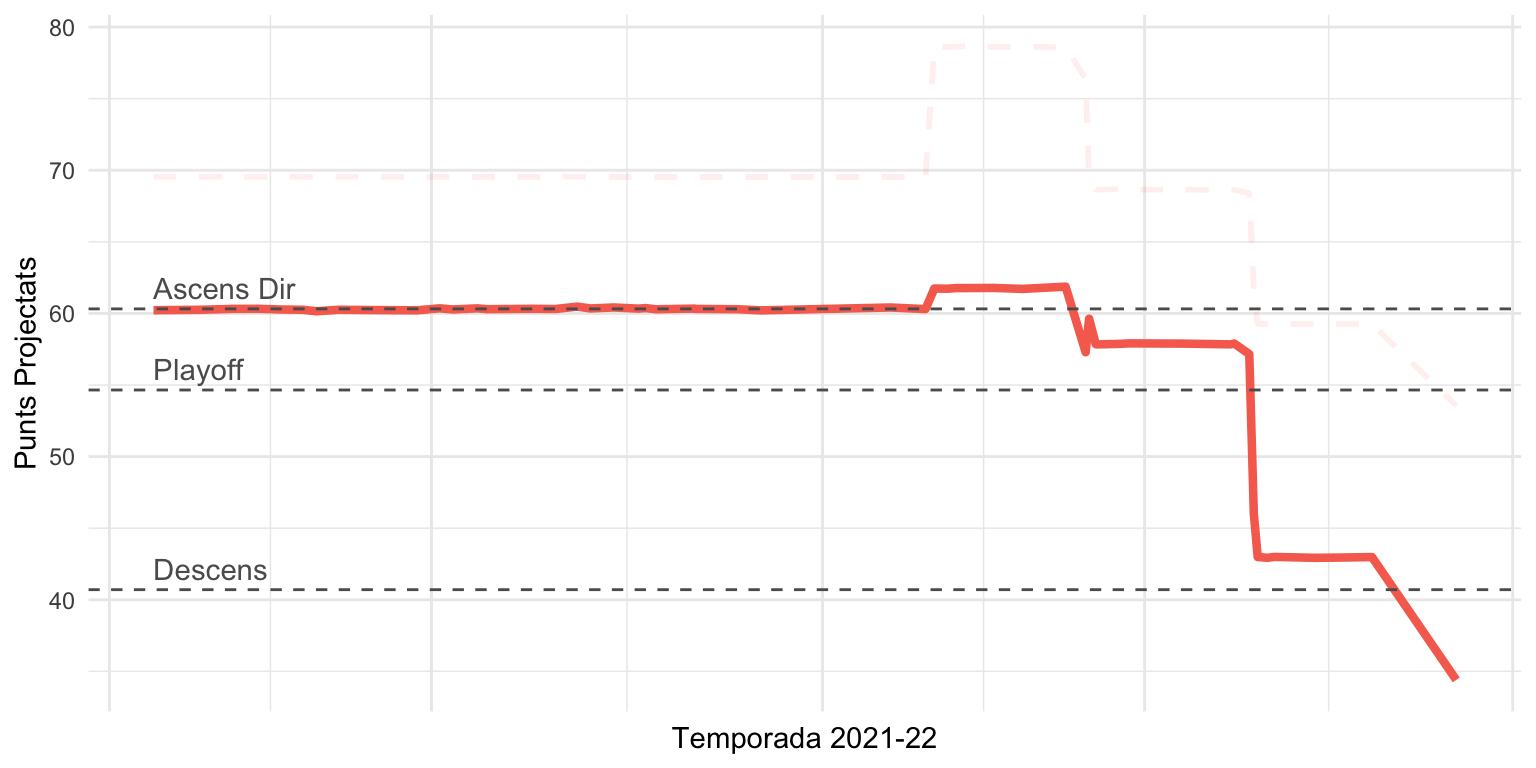 80
70
60
50
40
Punts Projectats
Ascens Dir
Playoff
Descens
Temporada 2021-22